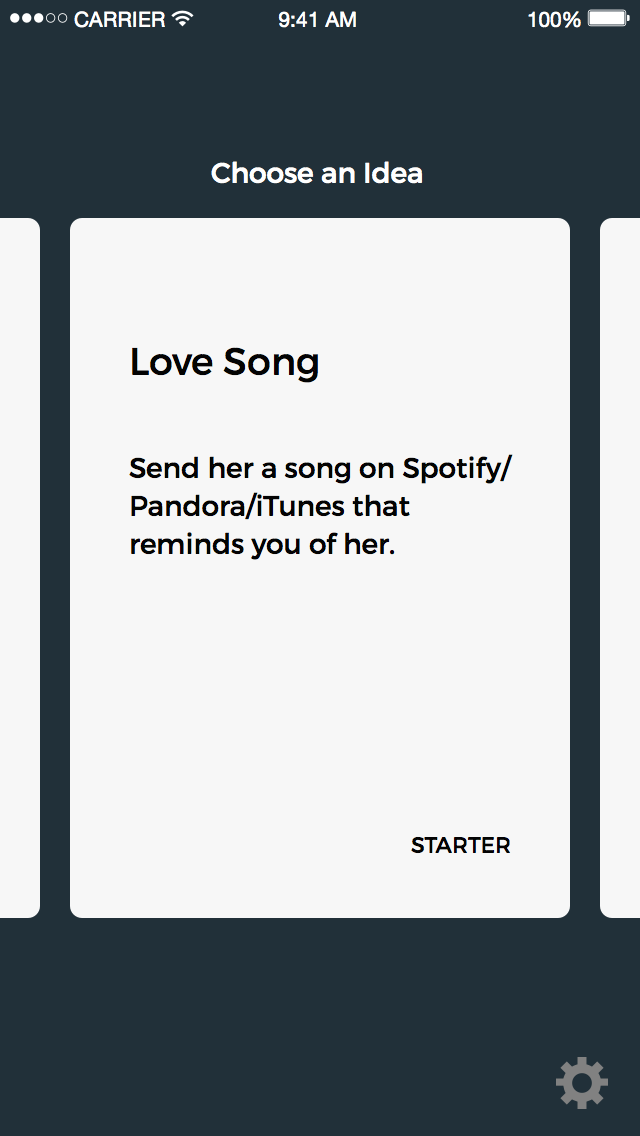 CARRIER 9:41 AM 100%
Choose an Idea
Love Song
Send her a song on Spotify/
Pandora/iTunes that
reminds you of her.
STARTER